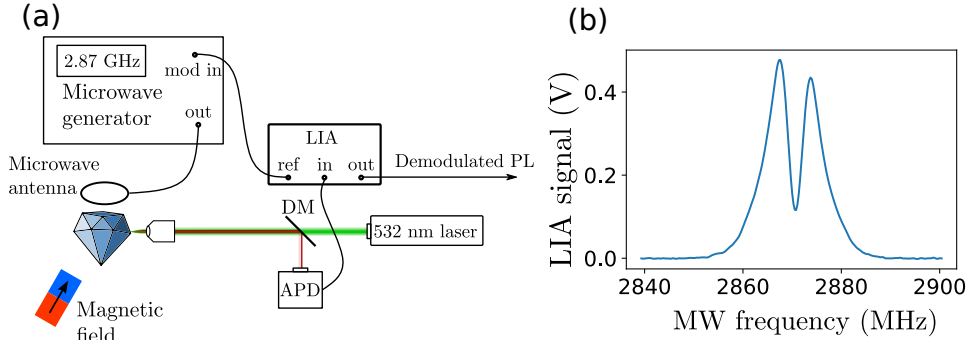 (a)
2.87 GHz
mod in
Microwave
generator
out
LIA
ref in out
Demodulated PL
Microwave
antenna
DM
532 nm laser
APD
Magnetic
field
(b)
LIA signal (V)
0.4
0.2
0.0
2840 2860 2880 2900
MW frequency (MHz)